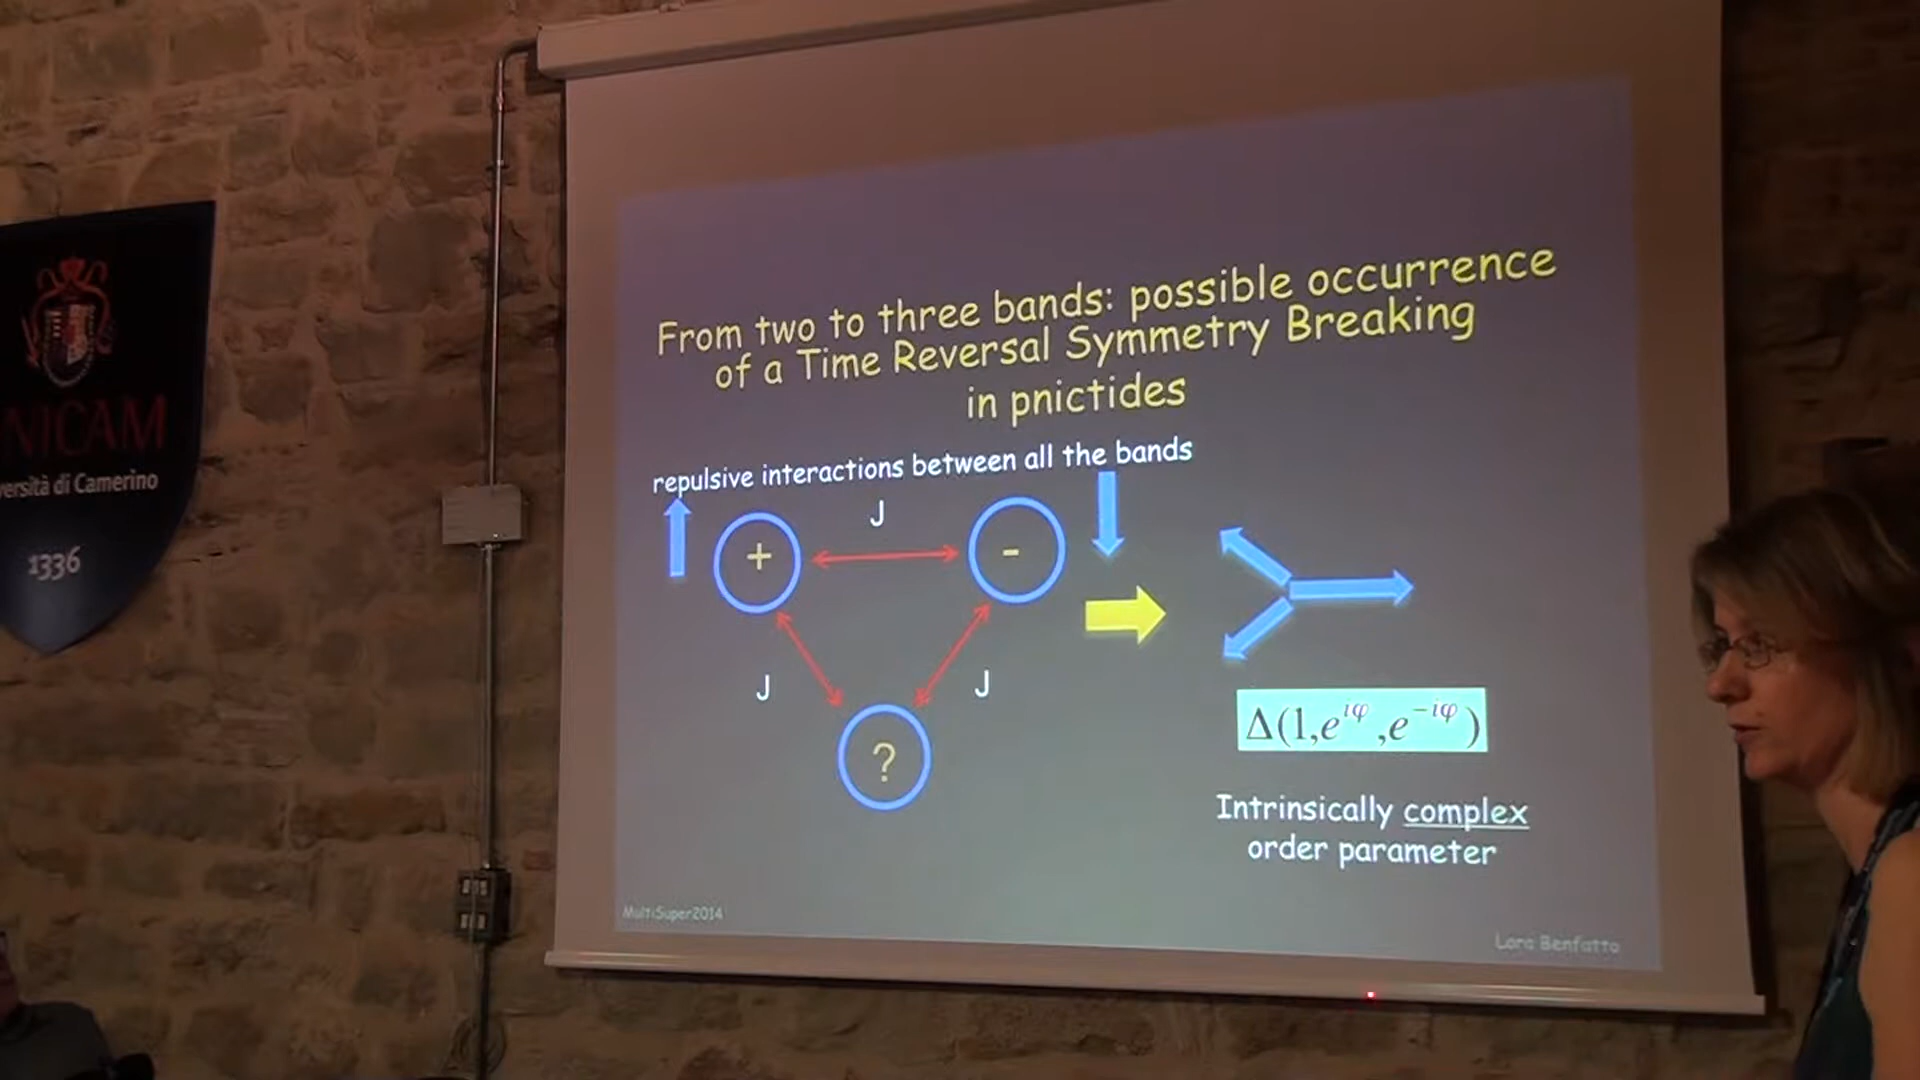 NICAM
versità di Camerino
1336
From two to three bands: possible occurrence
of a Time Reversal Symmetry Breaking
in pnictides
repulsive interactions between all the bands
J
+
-
J
J
?
Δ(1,e^{iφ},e^{-iφ})
Intrinsically complex
order parameter
MultiSuper2014
Lara Benfatto